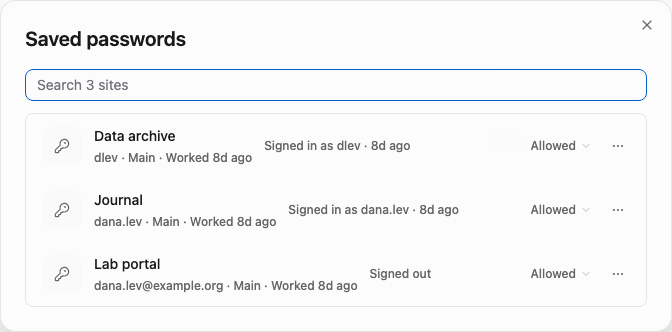 Saved passwords
Search 3 sites
Data archive
dlev · Main · Worked 8d ago
Signed in as dlev · 8d ago
Allowed
Journal
dana.lev · Main · Worked 8d ago
Signed in as dana.lev · 8d ago
Allowed
Lab portal
dana.lev@example.org · Main · Worked 8d ago
Signed out
Allowed